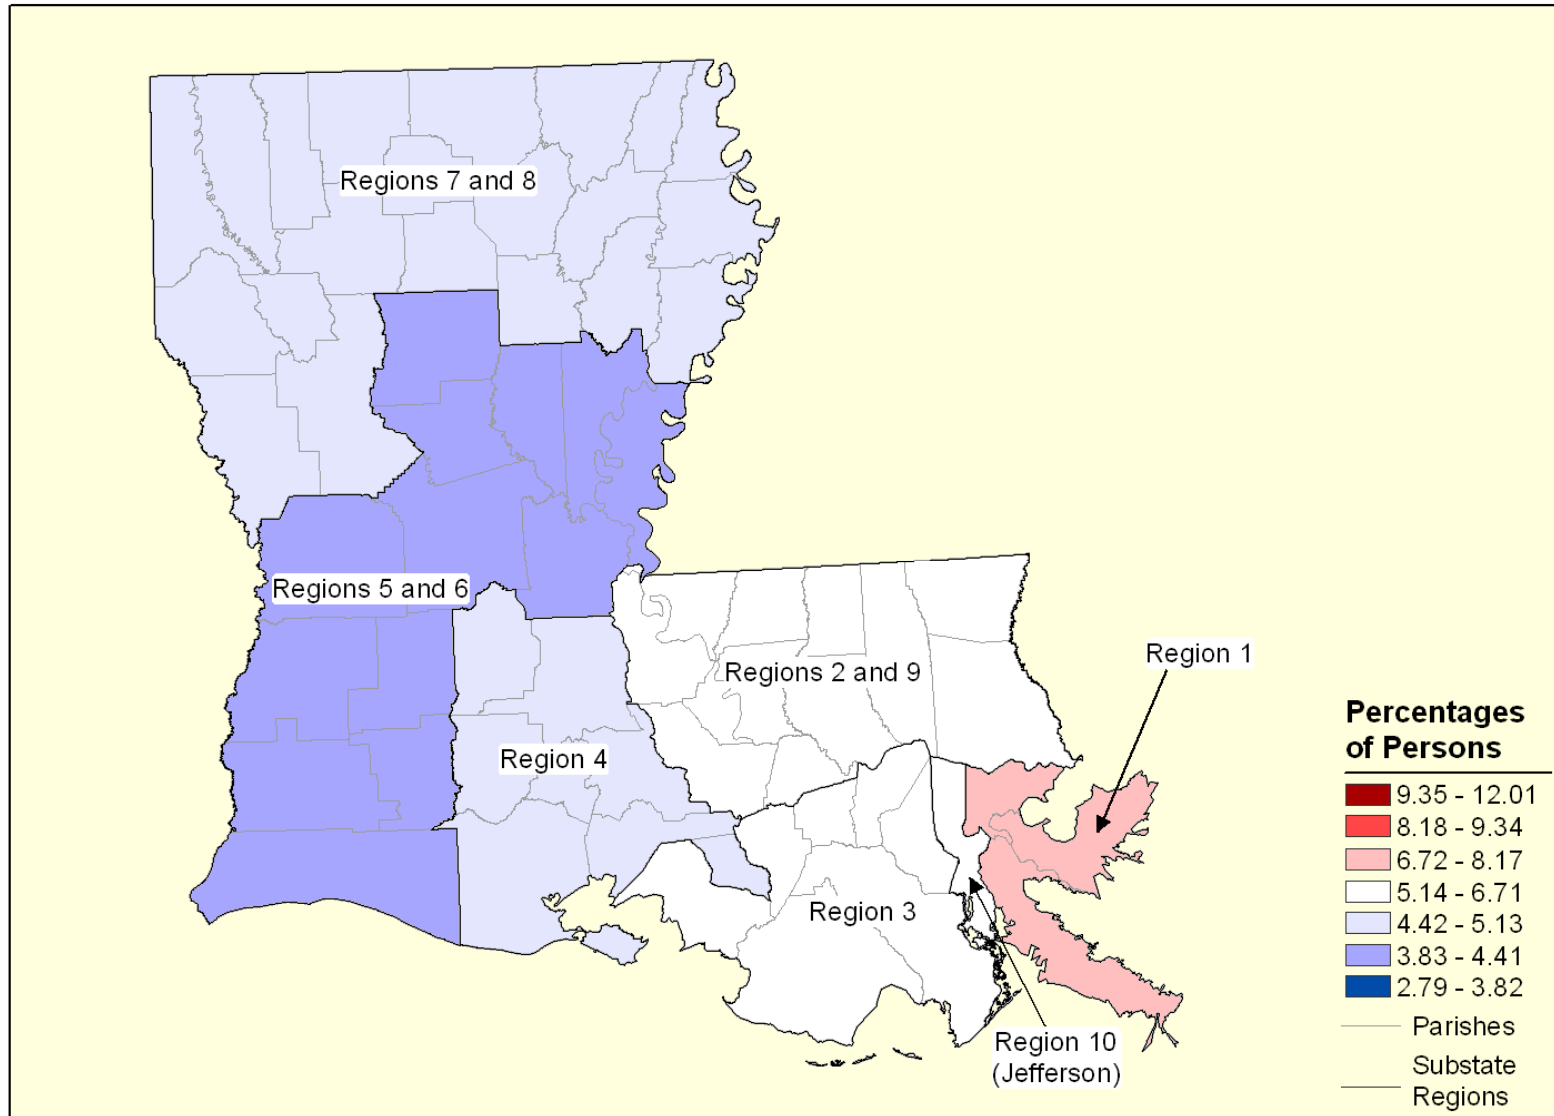 Regions 7 and 8
Regions 5 and 6
Regions 2 and 9
Region 1
Region 4
Region 3
Region 10
(Jefferson)
Percentages
of Persons
9.35 - 12.01
8.18 - 9.34
6.72 - 8.17
5.14 - 6.71
4.42 - 5.13
3.83 - 4.41
2.79 - 3.82
Parishes
Substate
Regions